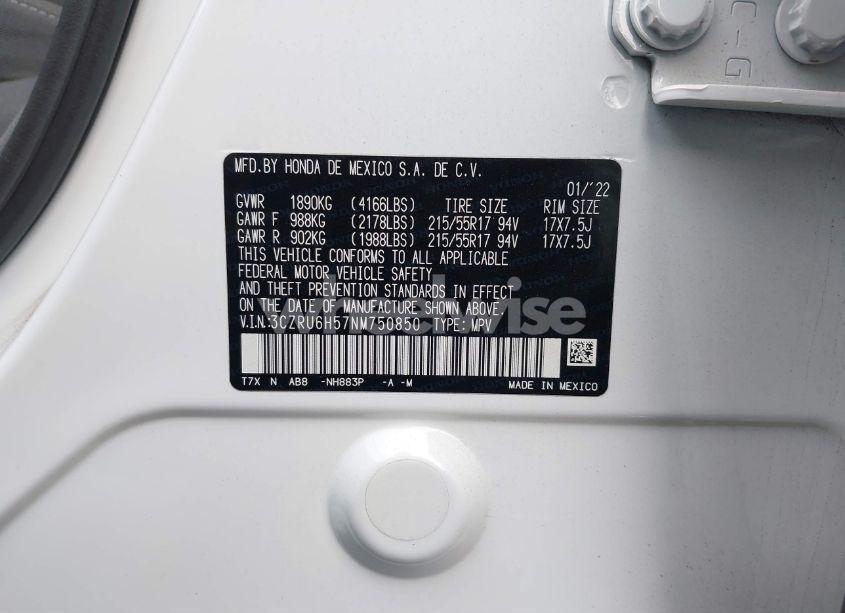 C-G
MFD.BY HONDA DE MEXICO S.A. DE C.V.
01/'22
GVWR 1890KG (4166LBS) TIRE SIZE RIM SIZE
GAWR F 988KG (2178LBS) 215/55R17 94V 17X7.5J
GAWR R 902KG (1988LBS) 215/55R17 94V 17X7.5J
THIS VEHICLE CONFORMS TO ALL APPLICABLE
FEDERAL MOTOR VEHICLE SAFETY
AND THEFT PREVENTION STANDARDS IN EFFECT
ON THE DATE OF MANUFACTURE SHOWN ABOVE.
V.I.N:3CZRU6H57NM750850 TYPE: MPV
wheelwise
T7X N AB8 -NH883P -A -M MADE IN MEXICO